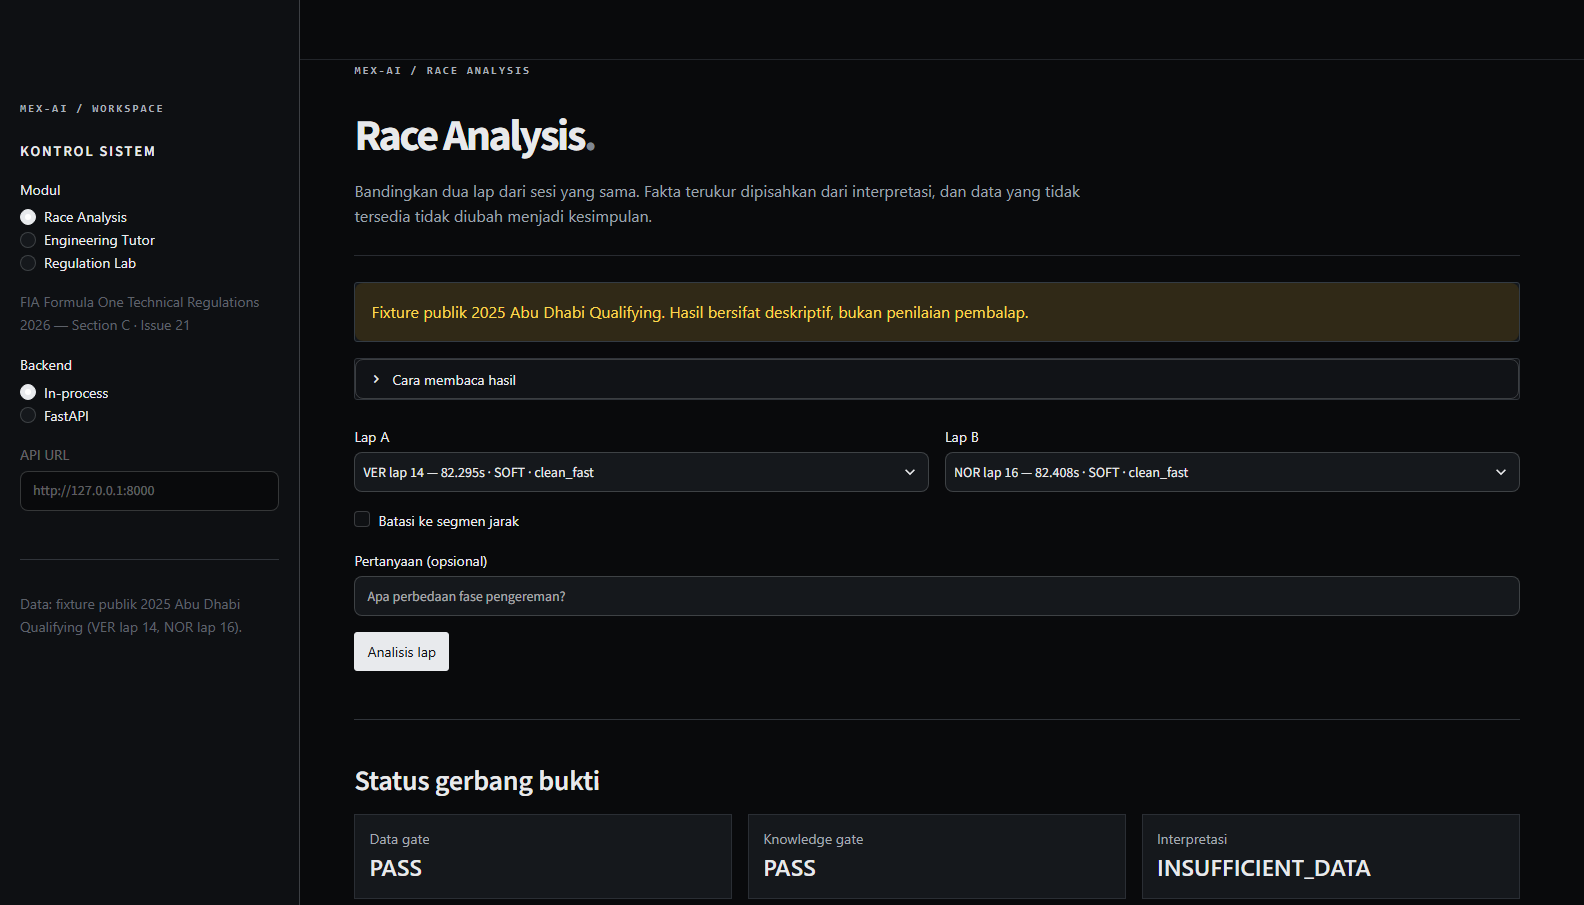 MEX-AI / WORKSPACE
KONTROL SISTEM
Modul
Race Analysis
Engineering Tutor
Regulation Lab
FIA Formula One Technical Regulations
2026 — Section C · Issue 21
Backend
In-process
FastAPI
API URL
http://127.0.0.1:8000
Data: fixture publik 2025 Abu Dhabi
Qualifying (VER lap 14, NOR lap 16).
MEX-AI / RACE ANALYSIS
Race Analysis.
Bandingkan dua lap dari sesi yang sama. Fakta terukur dipisahkan dari interpretasi, dan data yang tidak
tersedia tidak diubah menjadi kesimpulan.
Fixture publik 2025 Abu Dhabi Qualifying. Hasil bersifat deskriptif, bukan penilaian pembalap.
Cara membaca hasil
Lap A
VER lap 14 — 82.295s · SOFT · clean_fast
Lap B
NOR lap 16 — 82.408s · SOFT · clean_fast
Batasi ke segmen jarak
Pertanyaan (opsional)
Apa perbedaan fase pengereman?
Analisis lap
Status gerbang bukti
Data gate
PASS
Knowledge gate
PASS
Interpretasi
INSUFFICIENT_DATA